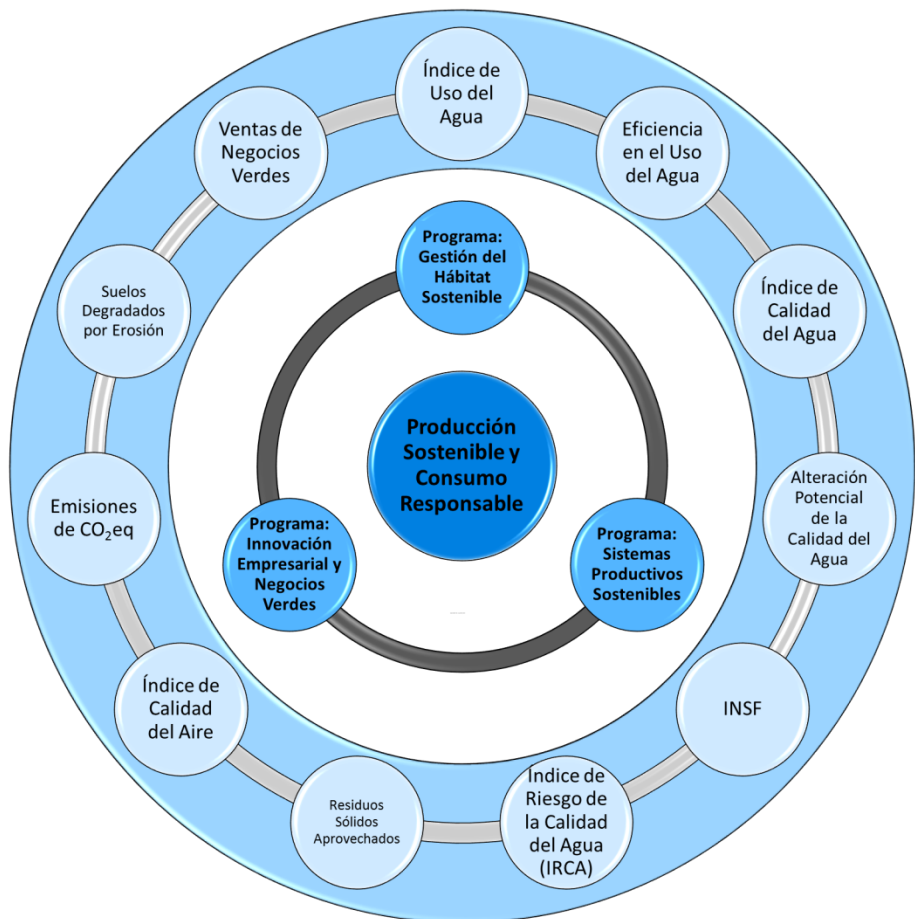 Índice de
Uso del
Agua
Eficiencia
en el Uso
del Agua
Índice de
Calidad
del Agua
Alteración
Potencial
de la
Calidad del
Agua
INSF
Indice de
Riesgo de
la Calidad
del Agua
(IRCA)
Residuos
Sólidos
Aprovechados
Índice de
Calidad
del Aire
Emisiones
de CO₂eq
Suelos
Degradados
por Erosión
Ventas de
Negocios
Verdes
Programa:
Gestión del
Hábitat
Sostenible
Programa:
Sistemas
Productivos
Sostenibles
Programa:
Innovación
Empresarial y
Negocios
Verdes
Producción
Sostenible y
Consumo
Responsable